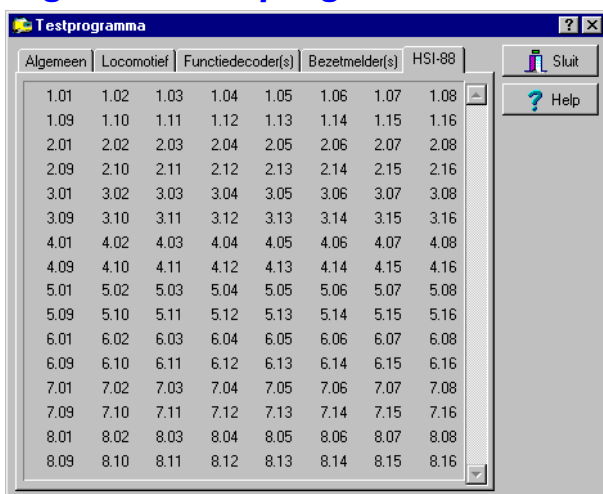 Testprogramma
Algemeen Locomotief Functiedecoder(s) Bezetmelder(s) HSI-88
Sluit
Help
1.01 1.02 1.03 1.04 1.05 1.06 1.07 1.08
1.09 1.10 1.11 1.12 1.13 1.14 1.15 1.16
2.01 2.02 2.03 2.04 2.05 2.06 2.07 2.08
2.09 2.10 2.11 2.12 2.13 2.14 2.15 2.16
3.01 3.02 3.03 3.04 3.05 3.06 3.07 3.08
3.09 3.10 3.11 3.12 3.13 3.14 3.15 3.16
4.01 4.02 4.03 4.04 4.05 4.06 4.07 4.08
4.09 4.10 4.11 4.12 4.13 4.14 4.15 4.16
5.01 5.02 5.03 5.04 5.05 5.06 5.07 5.08
5.09 5.10 5.11 5.12 5.13 5.14 5.15 5.16
6.01 6.02 6.03 6.04 6.05 6.06 6.07 6.08
6.09 6.10 6.11 6.12 6.13 6.14 6.15 6.16
7.01 7.02 7.03 7.04 7.05 7.06 7.07 7.08
7.09 7.10 7.11 7.12 7.13 7.14 7.15 7.16
8.01 8.02 8.03 8.04 8.05 8.06 8.07 8.08
8.09 8.10 8.11 8.12 8.13 8.14 8.15 8.16